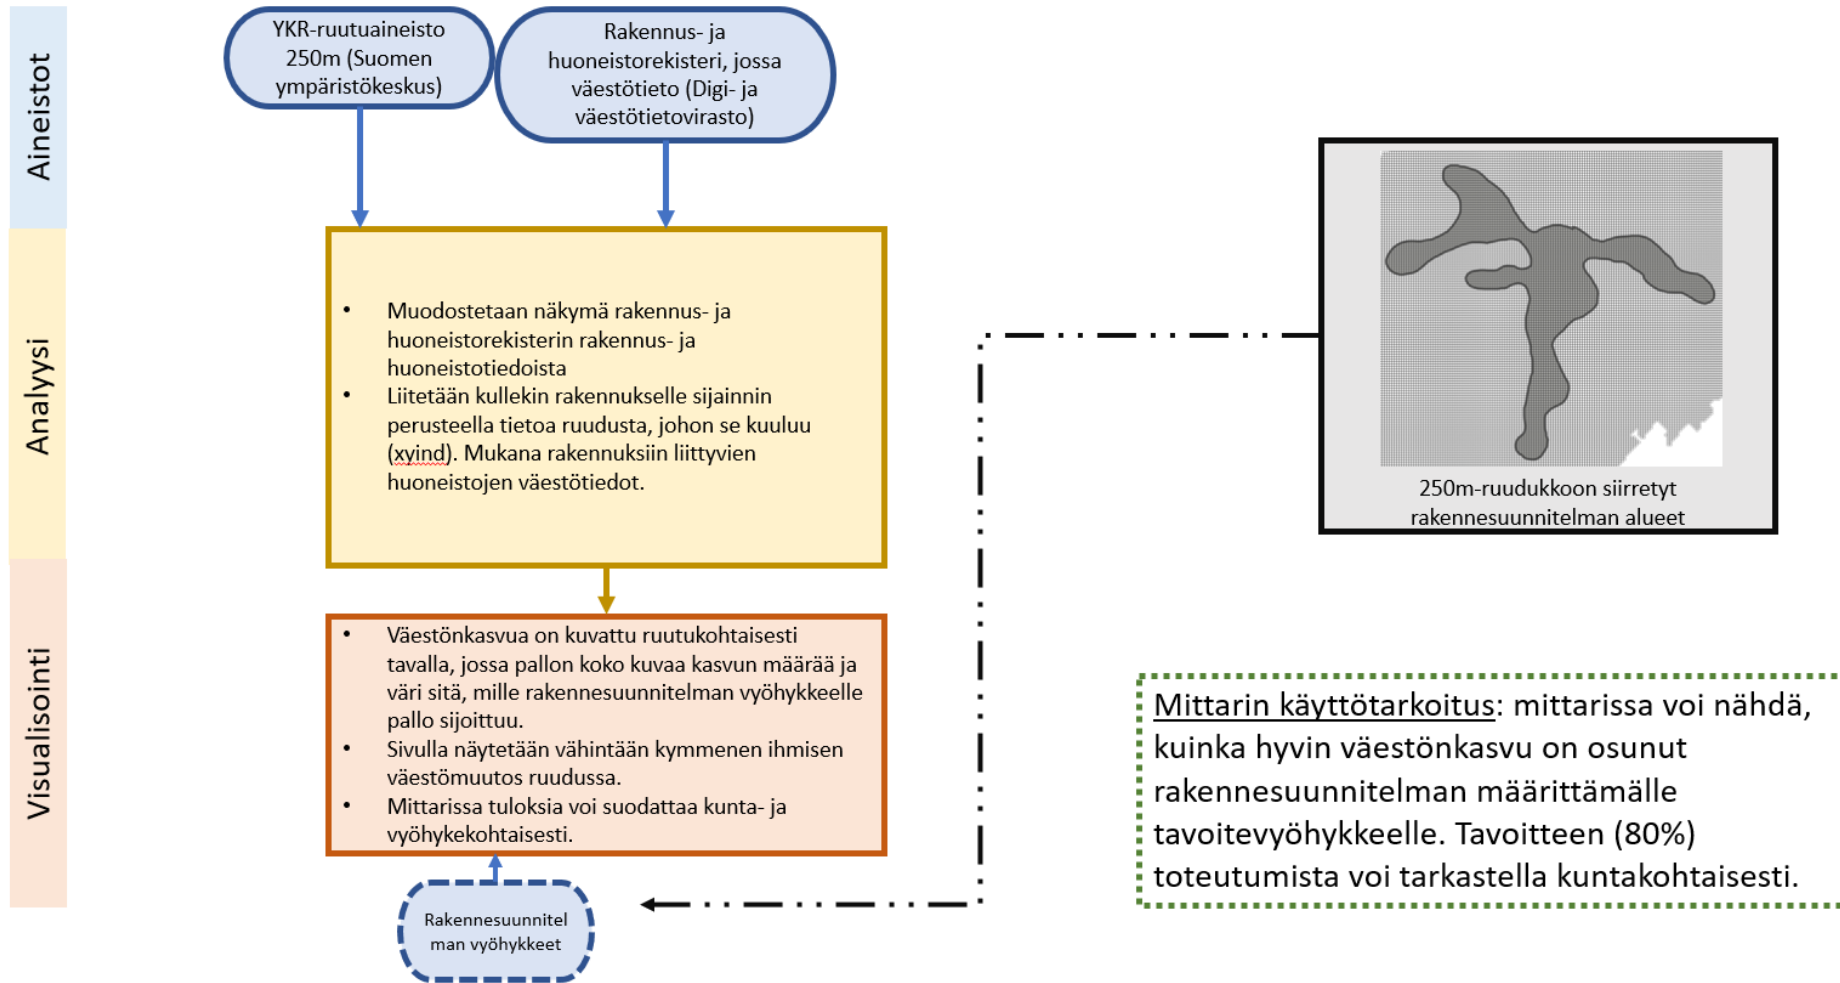 Aineistot
YKR-ruutuaineisto
250m (Suomen
ympäristökeskus)
Rakennus- ja
huoneistorekisteri, jossa
väestötieto (Digi- ja
väestötietovirasto)
Analyysi
• Muodostetaan näkymä rakennus- ja
huoneistorekisterin rakennus- ja
huoneistotiedoista
• Liitetään kullekin rakennukselle sijainnin
perusteella tietoa ruudusta, johon se kuuluu
(xyind). Mukana rakennuksiin liittyvien
huoneistojen väestötiedot.
250m-ruudukkoon siirretyt
rakennesuunnitelman alueet
Visualisointi
• Väestönkasvua on kuvattu ruutukohtaisesti
tavalla, jossa pallon koko kuvaa kasvun määrää ja
väri sitä, mille rakennesuunnitelman vyöhykkeelle
pallo sijoittuu.
• Sivulla näytetään vähintään kymmenen ihmisen
väestömuutos ruudussa.
• Mittarissa tuloksia voi suodattaa kunta- ja
vyöhykekohtaisesti.
Rakennesuunnitel
man vyöhykkeet
Mittarin käyttötarkoitus: mittarissa voi nähdä,
kuinka hyvin väestönkasvu on osunut
rakennesuunnitelman määrittämälle
tavoitevyöhykkeelle. Tavoitteen (80%)
toteutumista voi tarkastella kuntakohtaisesti.